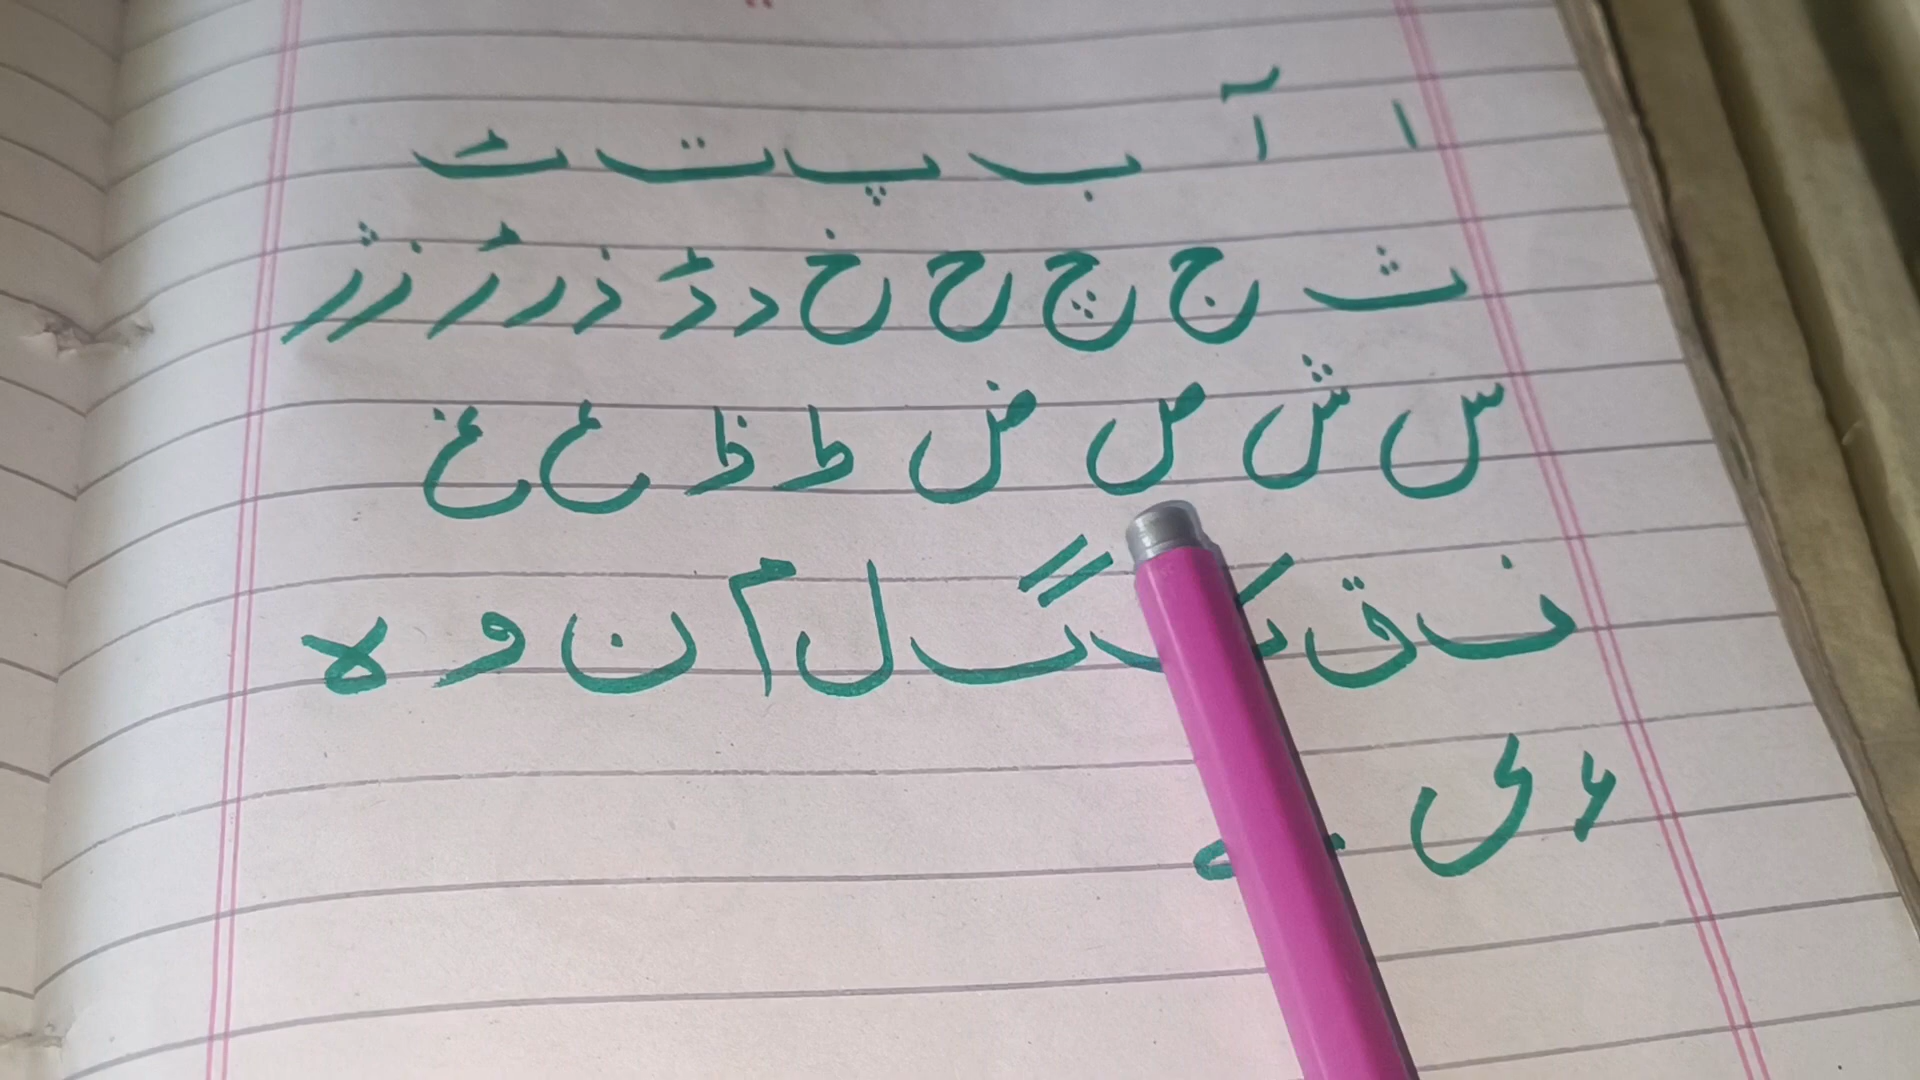 ا آ ب پ ت ٹ
ث ج چ ح خ د ڈ ذ ر ڑ ز ژ
س ش ص ض ط ظ ع غ
ف ق ک گ ل م ن و ہ
ء ی ے